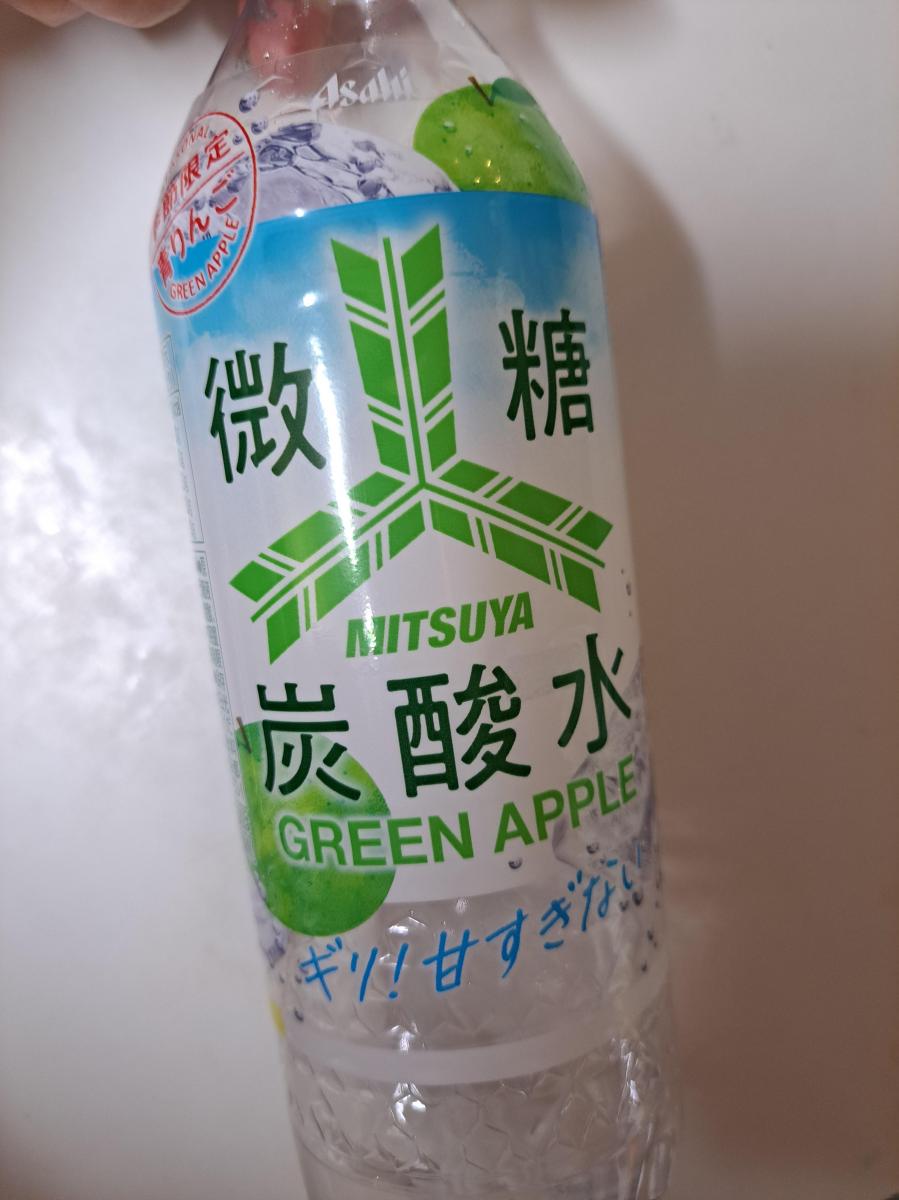 Asahi
SEASONAL
季節限定
青りんご
GREEN APPLE
微糖
MITSUYA
炭酸水
GREEN APPLE
ギリ!甘すぎない